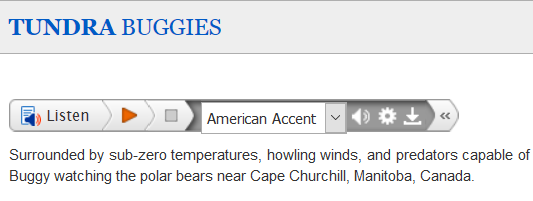 TUNDRA BUGGIES
Listen
American Accent
Surrounded by sub-zero temperatures, howling winds, and predators capable of
Buggy watching the polar bears near Cape Churchill, Manitoba, Canada.